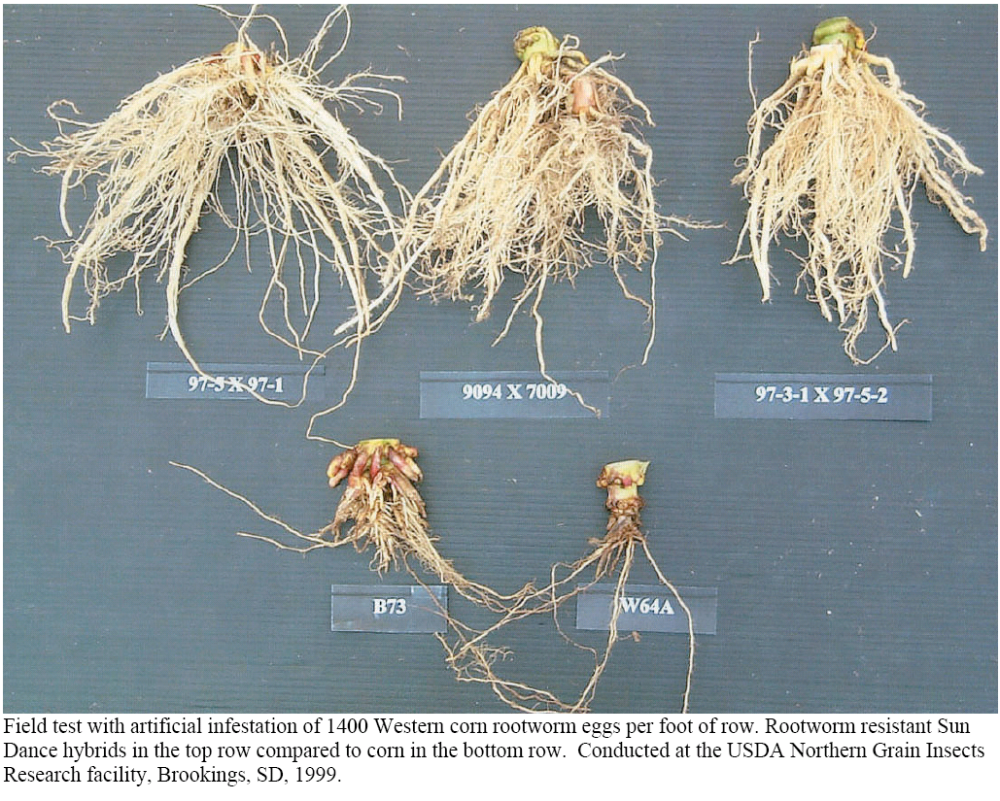 97-5 X 97-1
9094 X 7009
97-3-1 X 97-5-2
B73
W64A
Field test with artificial infestation of 1400 Western corn rootworm eggs per foot of row. Rootworm resistant Sun
Dance hybrids in the top row compared to corn in the bottom row.  Conducted at the USDA Northern Grain Insects
Research facility, Brookings, SD, 1999.